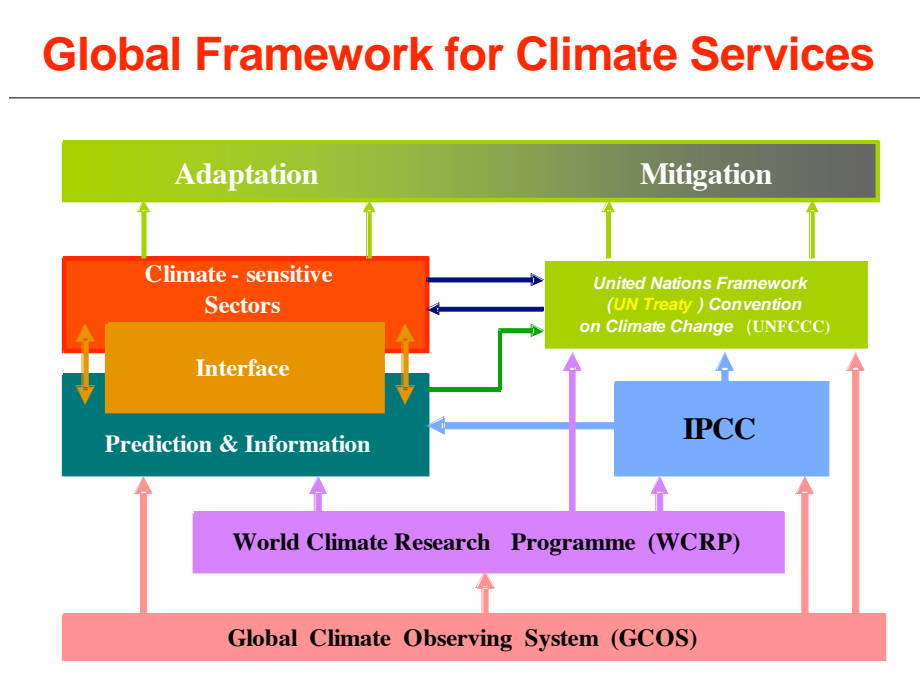 Global Framework for Climate Services
Adaptation
Mitigation
Climate - sensitive
Sectors
United Nations Framework
(UN Treaty ) Convention
on Climate Change (UNFCCC)
Interface
Prediction & Information
IPCC
World Climate Research Programme (WCRP)
Global Climate Observing System (GCOS)